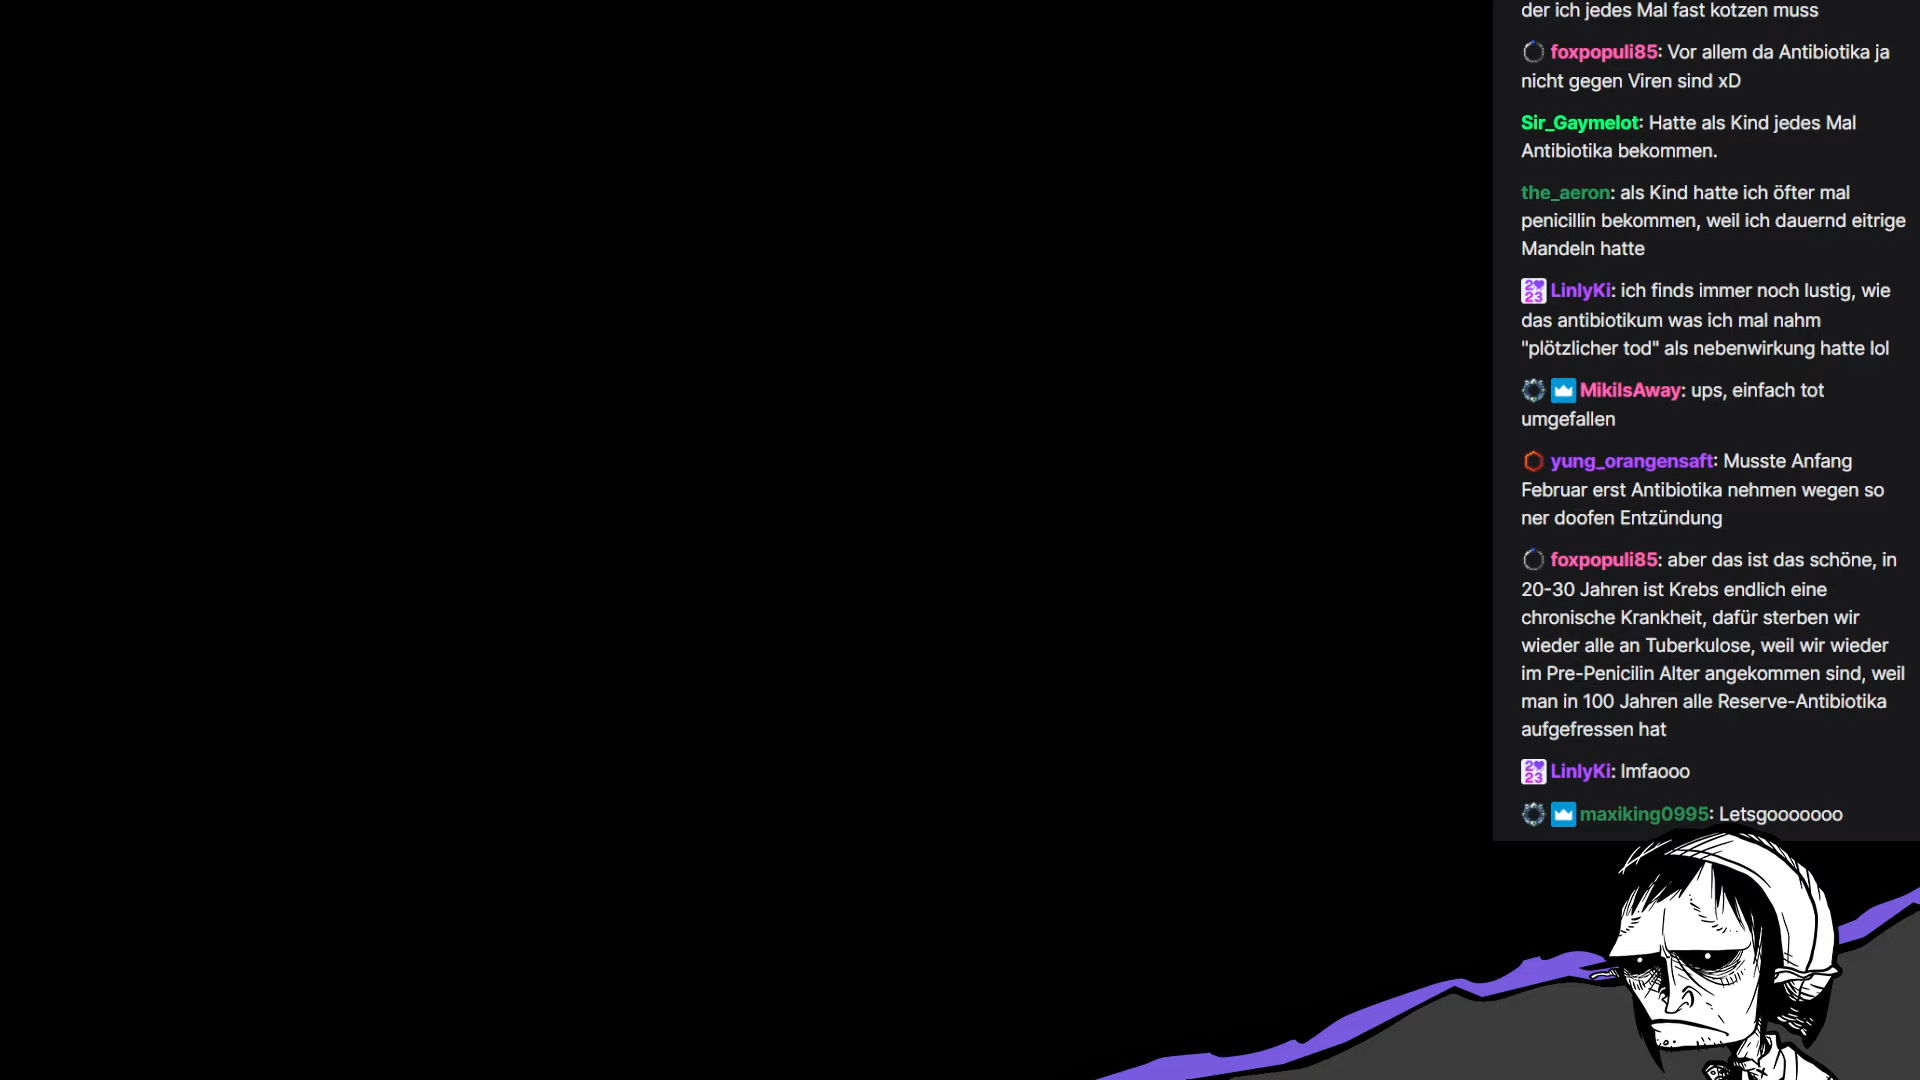 der ich jedes Mal fast kotzen muss
foxpopuli85: Vor allem da Antibiotika ja
nicht gegen Viren sind xD
Sir_Gaymelot: Hatte als Kind jedes Mal
Antibiotika bekommen.
the_aeron: als Kind hatte ich öfter mal
penicillin bekommen, weil ich dauernd eitrige
Mandeln hatte
2023 LinlyKi: ich finds immer noch lustig, wie
das antibiotikum was ich mal nahm
"plötzlicher tod" als nebenwirkung hatte lol
MikiIsAway: ups, einfach tot
umgefallen
yung_orangensaft: Musste Anfang
Februar erst Antibiotika nehmen wegen so
ner doofen Entzündung
foxpopuli85: aber das ist das schöne, in
20-30 Jahren ist Krebs endlich eine
chronische Krankheit, dafür sterben wir
wieder alle an Tuberkulose, weil wir wieder
im Pre-Penicilin Alter angekommen sind, weil
man in 100 Jahren alle Reserve-Antibiotika
aufgefressen hat
2023 LinlyKi: lmfaooo
maxiking0995: Letsgooooooo